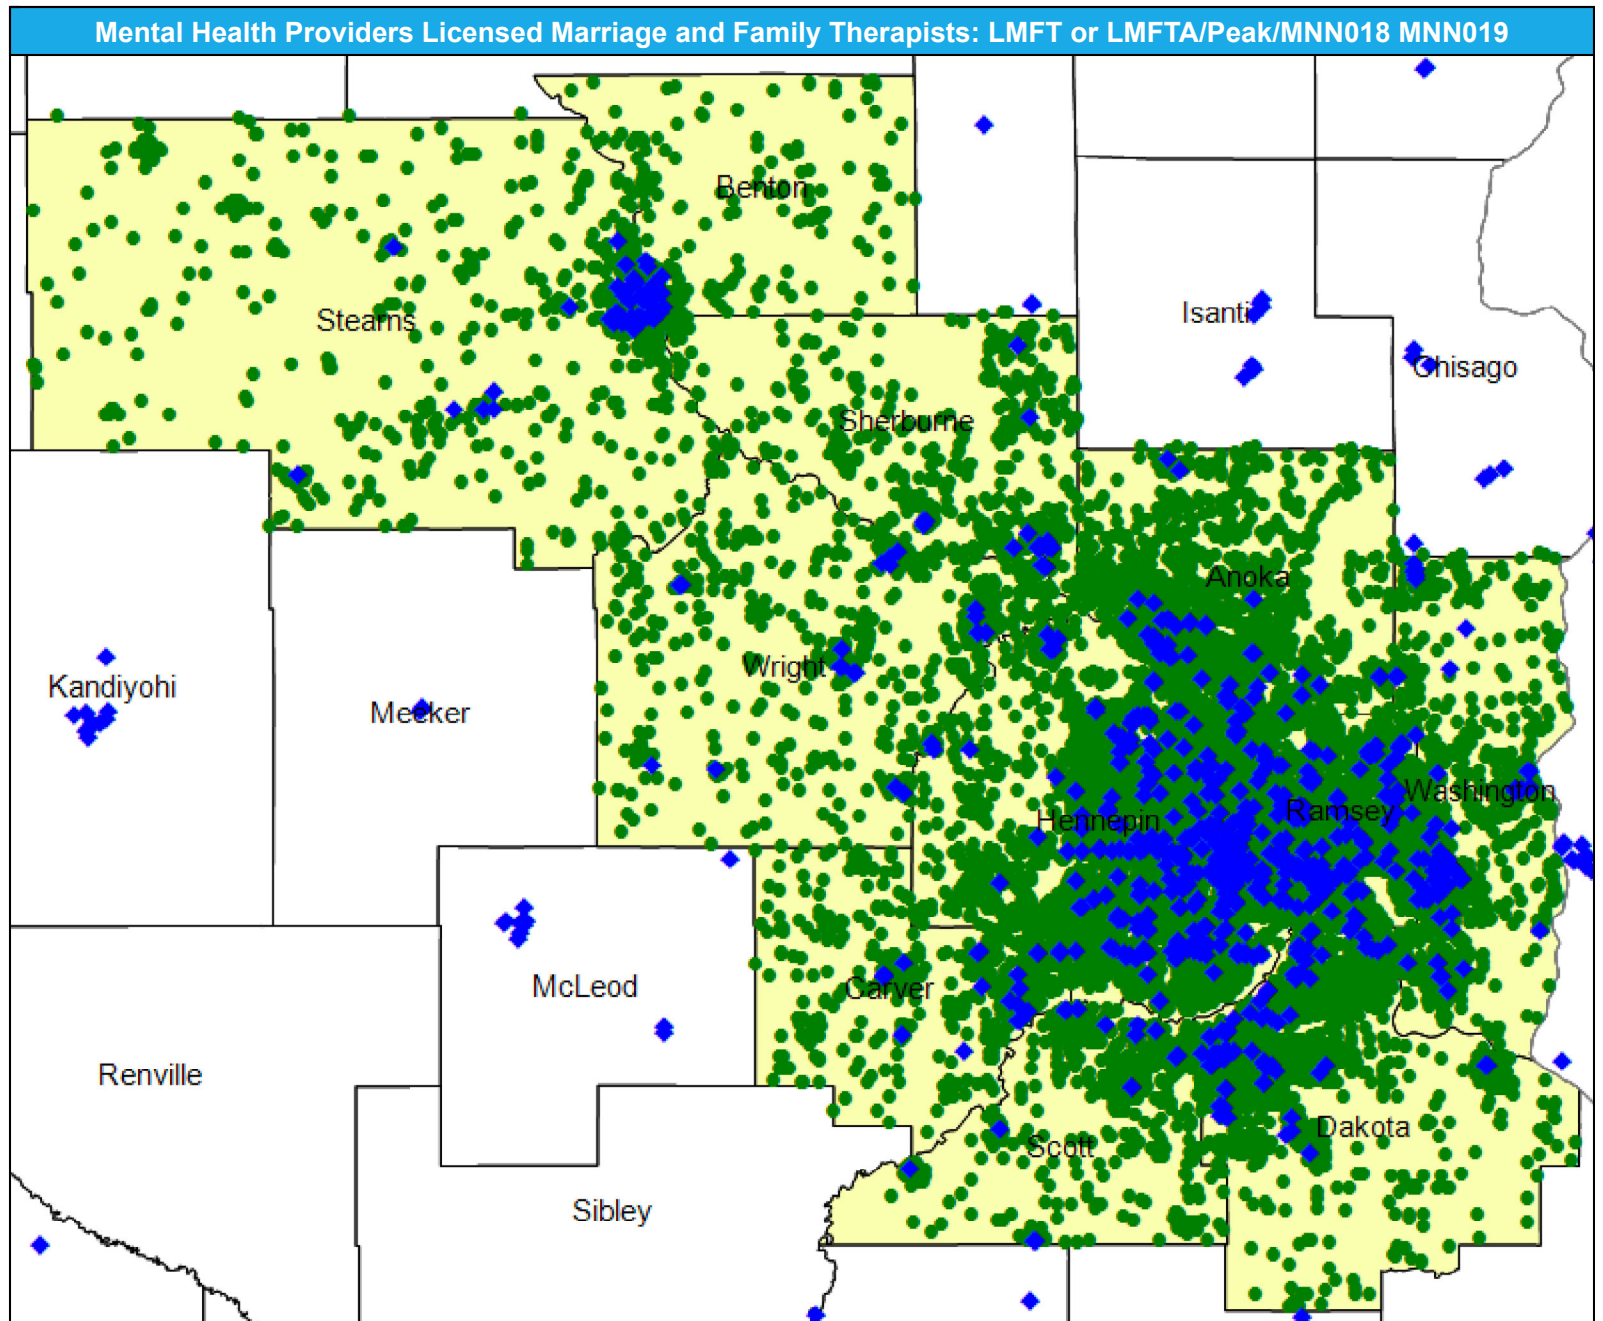 Mental Health Providers Licensed Marriage and Family Therapists: LMFT or LMFTA/Peak/MNN018 MNN019
Benton
Stearns
Isanti
Chisago
Sherburne
Anoka
Wright
Kandiyohi
Meeker
Washington
Ramsey
Hennepin
McLeod
Carver
Renville
Dakota
Scott
Sibley